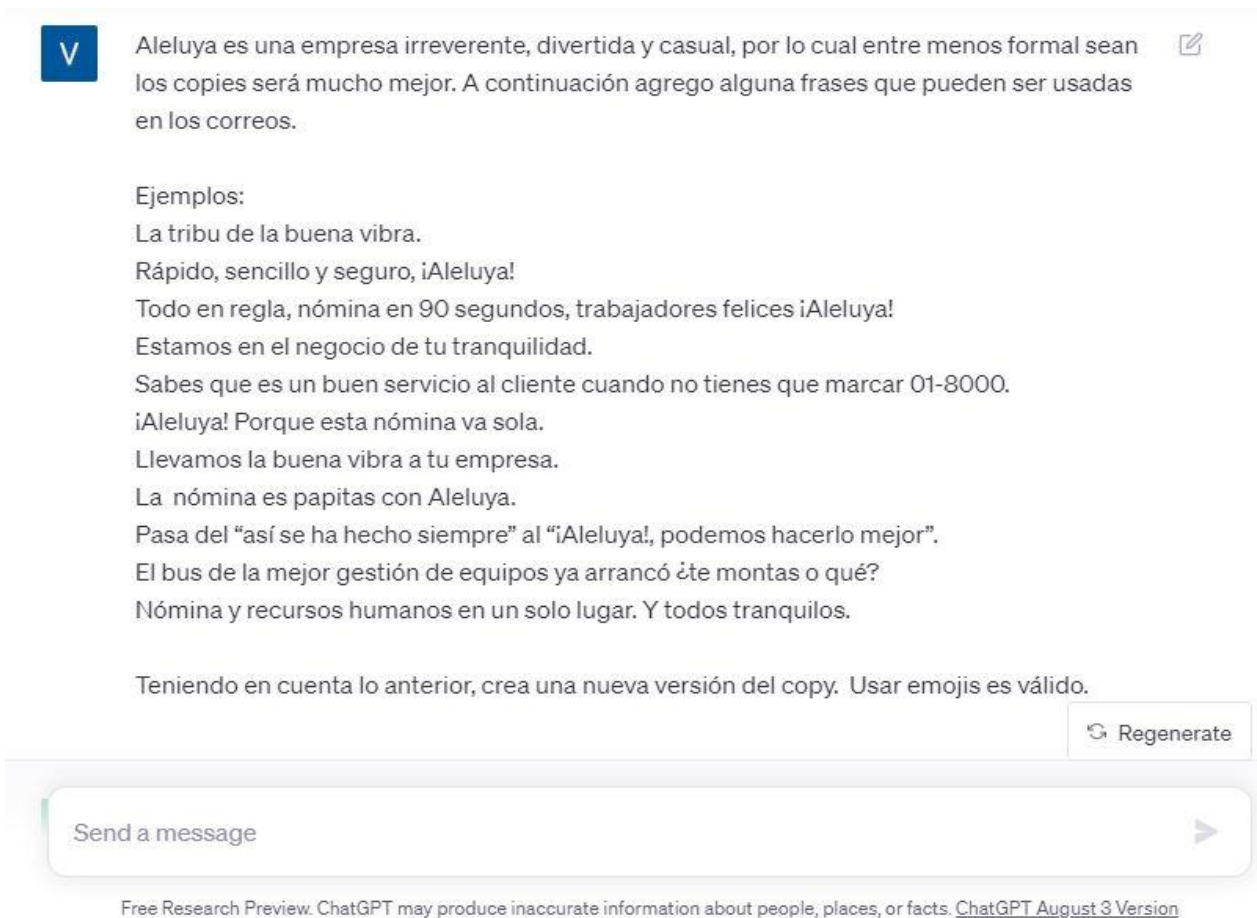 V
Aleluya es una empresa irreverente, divertida y casual, por lo cual entre menos formal sean
los copies será mucho mejor. A continuación agrego alguna frases que pueden ser usadas
en los correos.
Ejemplos:
La tribu de la buena vibra.
Rápido, sencillo y seguro, ¡Aleluya!
Todo en regla, nómina en 90 segundos, trabajadores felices ¡Aleluya!
Estamos en el negocio de tu tranquilidad.
Sabes que es un buen servicio al cliente cuando no tienes que marcar 01-8000.
¡Aleluya! Porque esta nómina va sola.
Llevamos la buena vibra a tu empresa.
La  nómina es papitas con Aleluya.
Pasa del “así se ha hecho siempre” al “¡Aleluya!, podemos hacerlo mejor”.
El bus de la mejor gestión de equipos ya arrancó ¿te montas o qué?
Nómina y recursos humanos en un solo lugar. Y todos tranquilos.
Teniendo en cuenta lo anterior, crea una nueva versión del copy.  Usar emojis es válido.
Regenerate
Send a message
Free Research Preview. ChatGPT may produce inaccurate information about people, places, or facts. ChatGPT August 3 Version